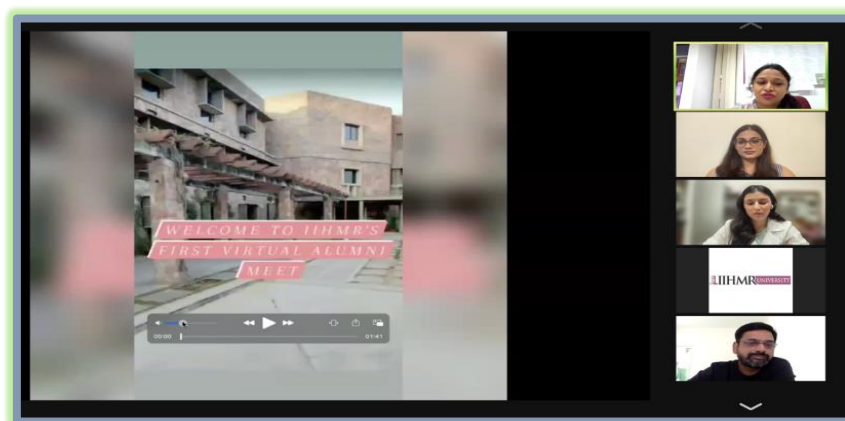 WELCOME TO IIHMR'S
FIRST VIRTUAL ALUMNI
MEET
00:00
01:41
IIHMR UNIVERSITY